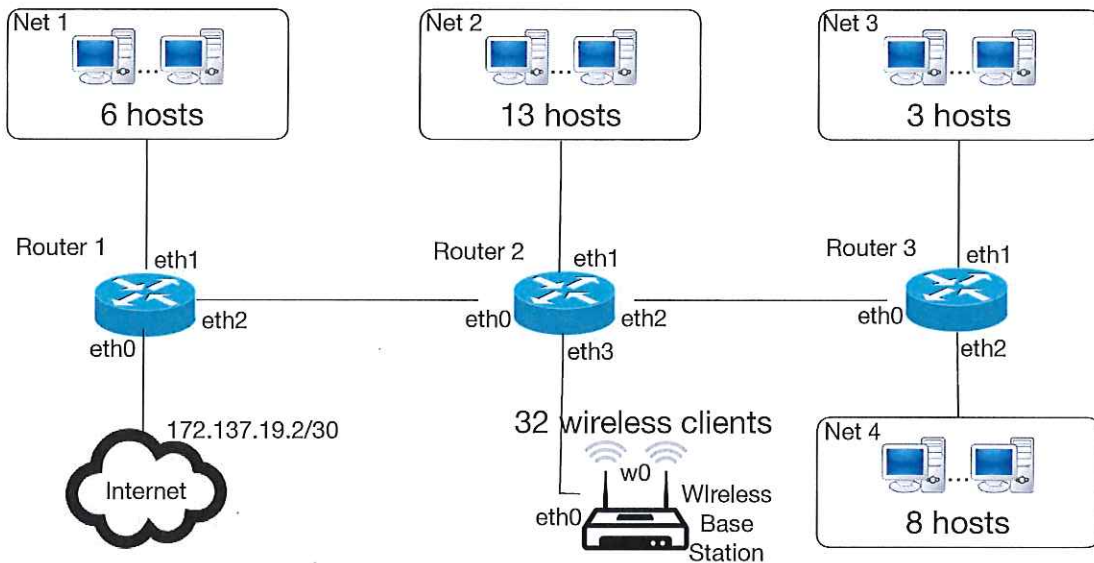 Net 1
...
6 hosts
Net 2
...
13 hosts
Net 3
...
3 hosts
Router 1
eth1
eth2
eth0
Router 2
eth1
eth0
eth2
eth3
Router 3
eth1
eth0
eth2
172.137.19.2/30
Internet
32 wireless clients
w0
eth0
WIreless
Base
Station
Net 4
...
8 hosts